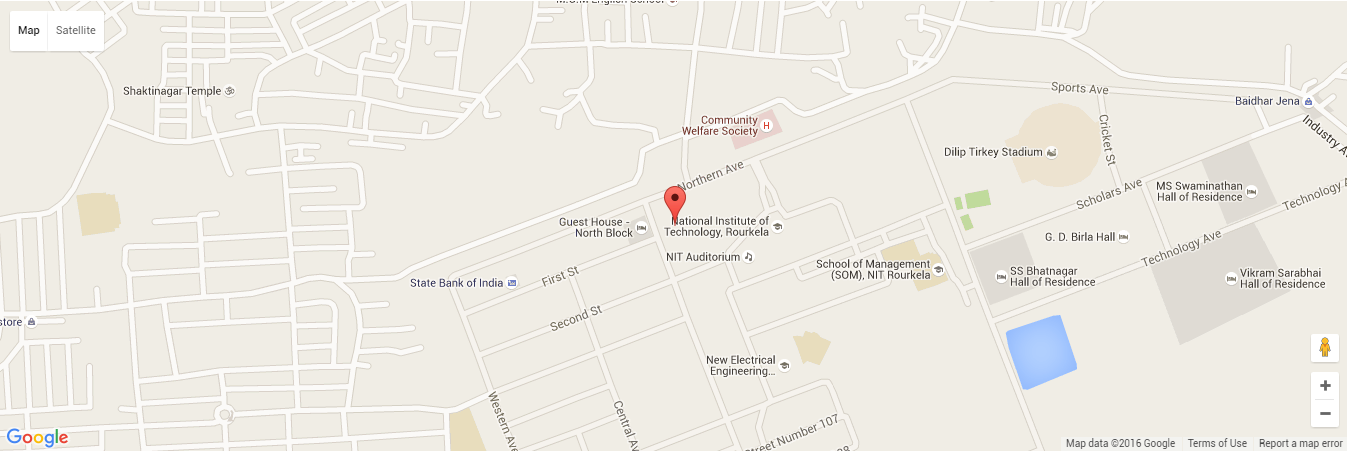 M.G.M English School
Map
Satellite
Shaktinagar Temple
Sports Ave
Baidhar Jena
Industry A
Community
Welfare Society
Cricket St
Dilip Tirkey Stadium
Northern Ave
Scholars Ave
MS Swaminathan
Hall of Residence
Technology A
Guest House -
North Block
National Institute of
Technology, Rourkela
G. D. Birla Hall
Technology Ave
NIT Auditorium
School of Management
(SOM), NIT Rourkela
SS Bhatnagar
Hall of Residence
Vikram Sarabhai
Hall of Residence
State Bank of India
First St
Second St
store
New Electrical
Engineering...
Western Ave
Central Av
Street Number 107
Google
Map data ©2016 Google
Terms of Use
Report a map error